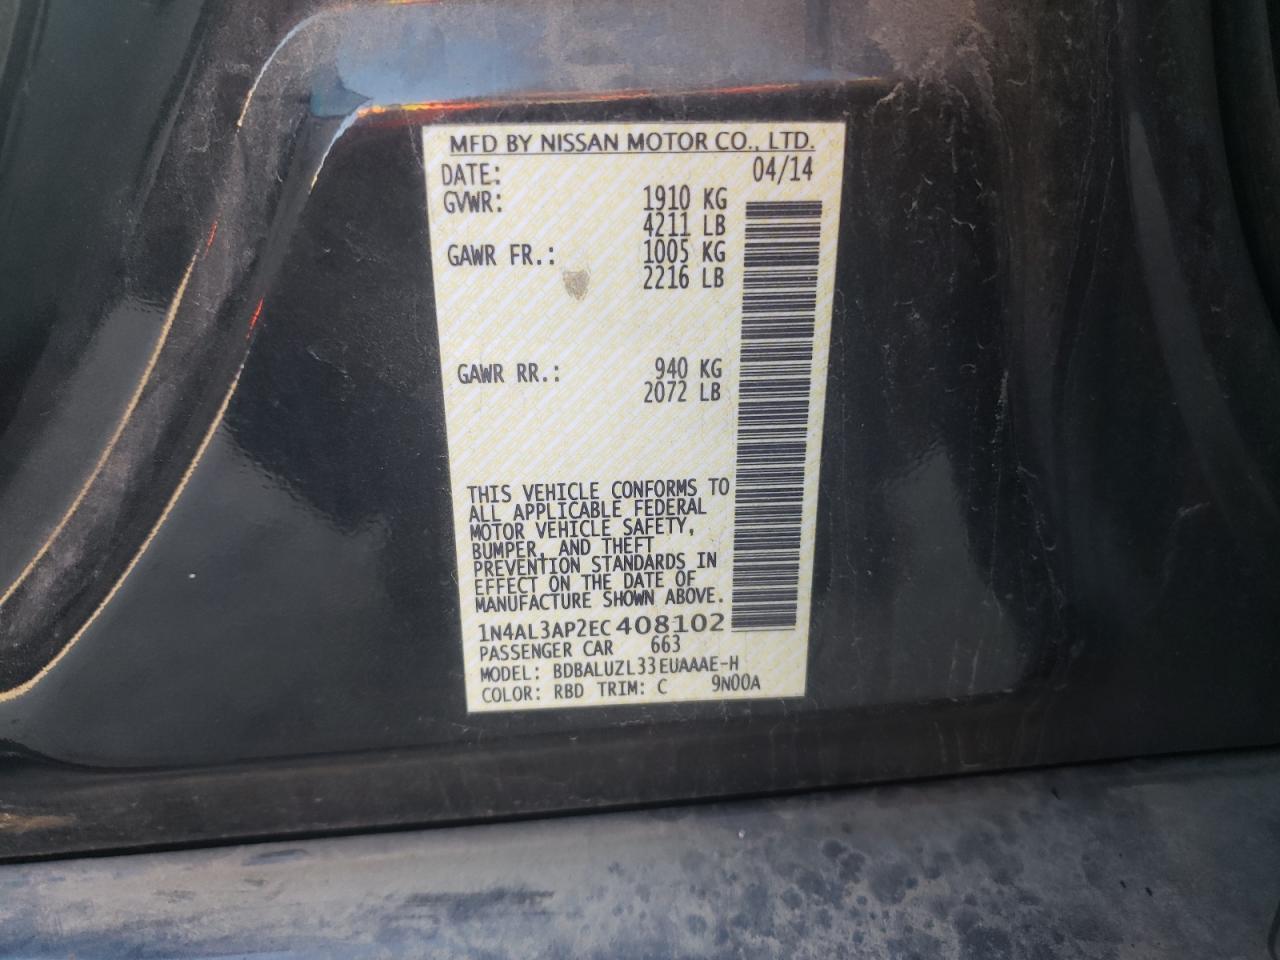 MFD BY NISSAN MOTOR CO., LTD.
DATE: 04/14
GVWR: 1910 KG
4211 LB
GAWR FR.: 1005 KG
2216 LB
GAWR RR.: 940 KG
2072 LB
THIS VEHICLE CONFORMS TO
ALL APPLICABLE FEDERAL
MOTOR VEHICLE SAFETY,
BUMPER, AND THEFT
PREVENTION STANDARDS IN
EFFECT ON THE DATE OF
MANUFACTURE SHOWN ABOVE.
1N4AL3AP2EC408102
PASSENGER CAR 663
MODEL: BDBALUZL33EUAAAE-H
COLOR: RBD TRIM: C 9N00A